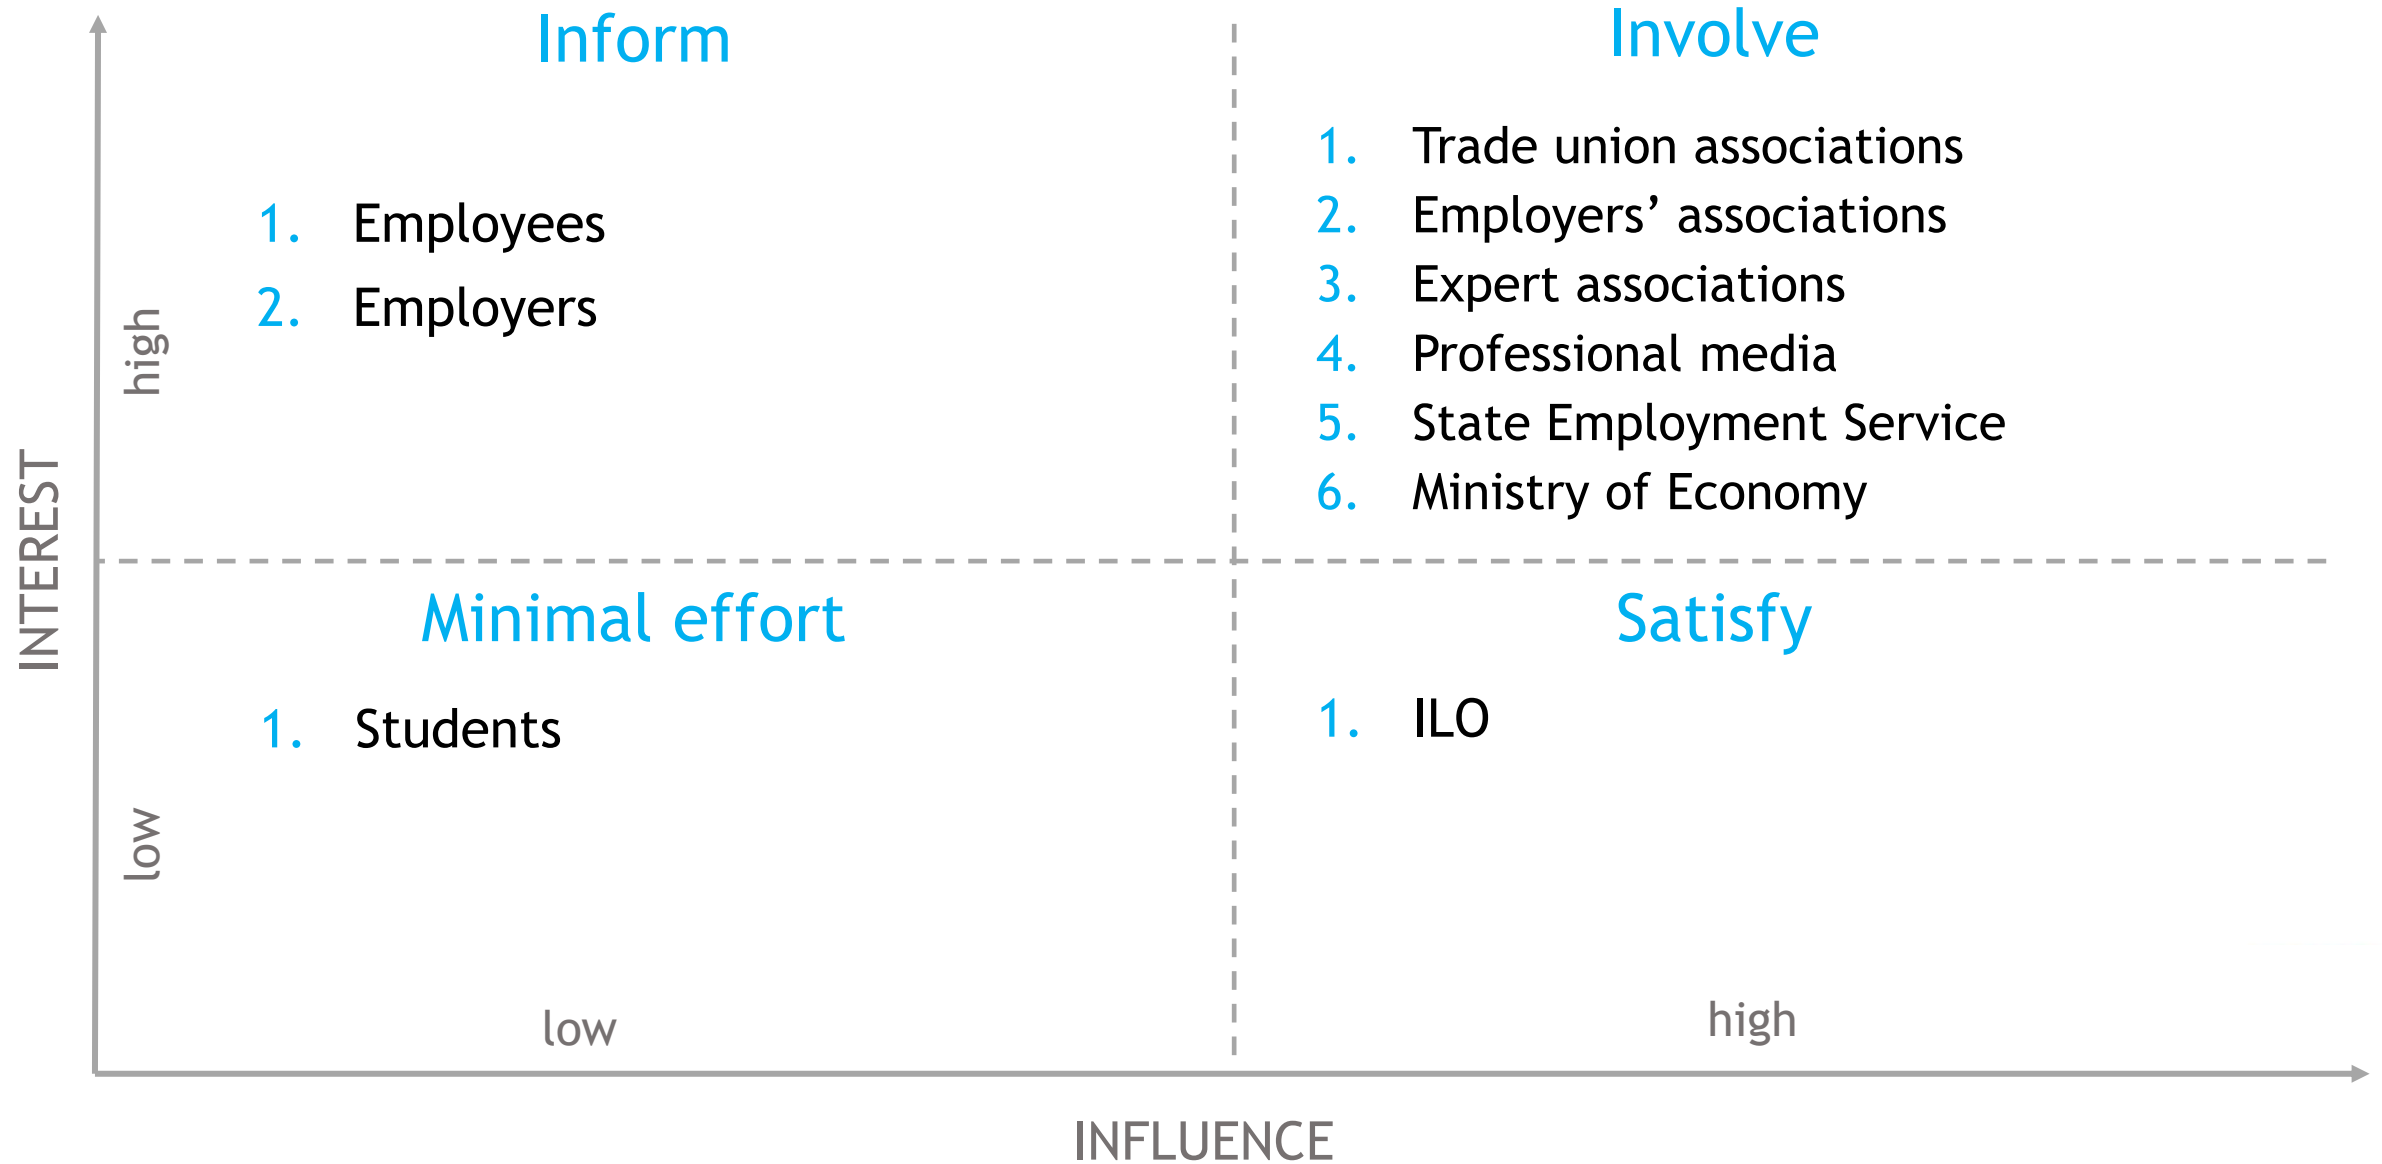 Inform
1. Employees
2. Employers
Involve
1. Trade union associations
2. Employers’ associations
3. Expert associations
4. Professional media
5. State Employment Service
6. Ministry of Economy
Minimal effort
1. Students
Satisfy
1. ILO
INTEREST
high
low
low
high
INFLUENCE